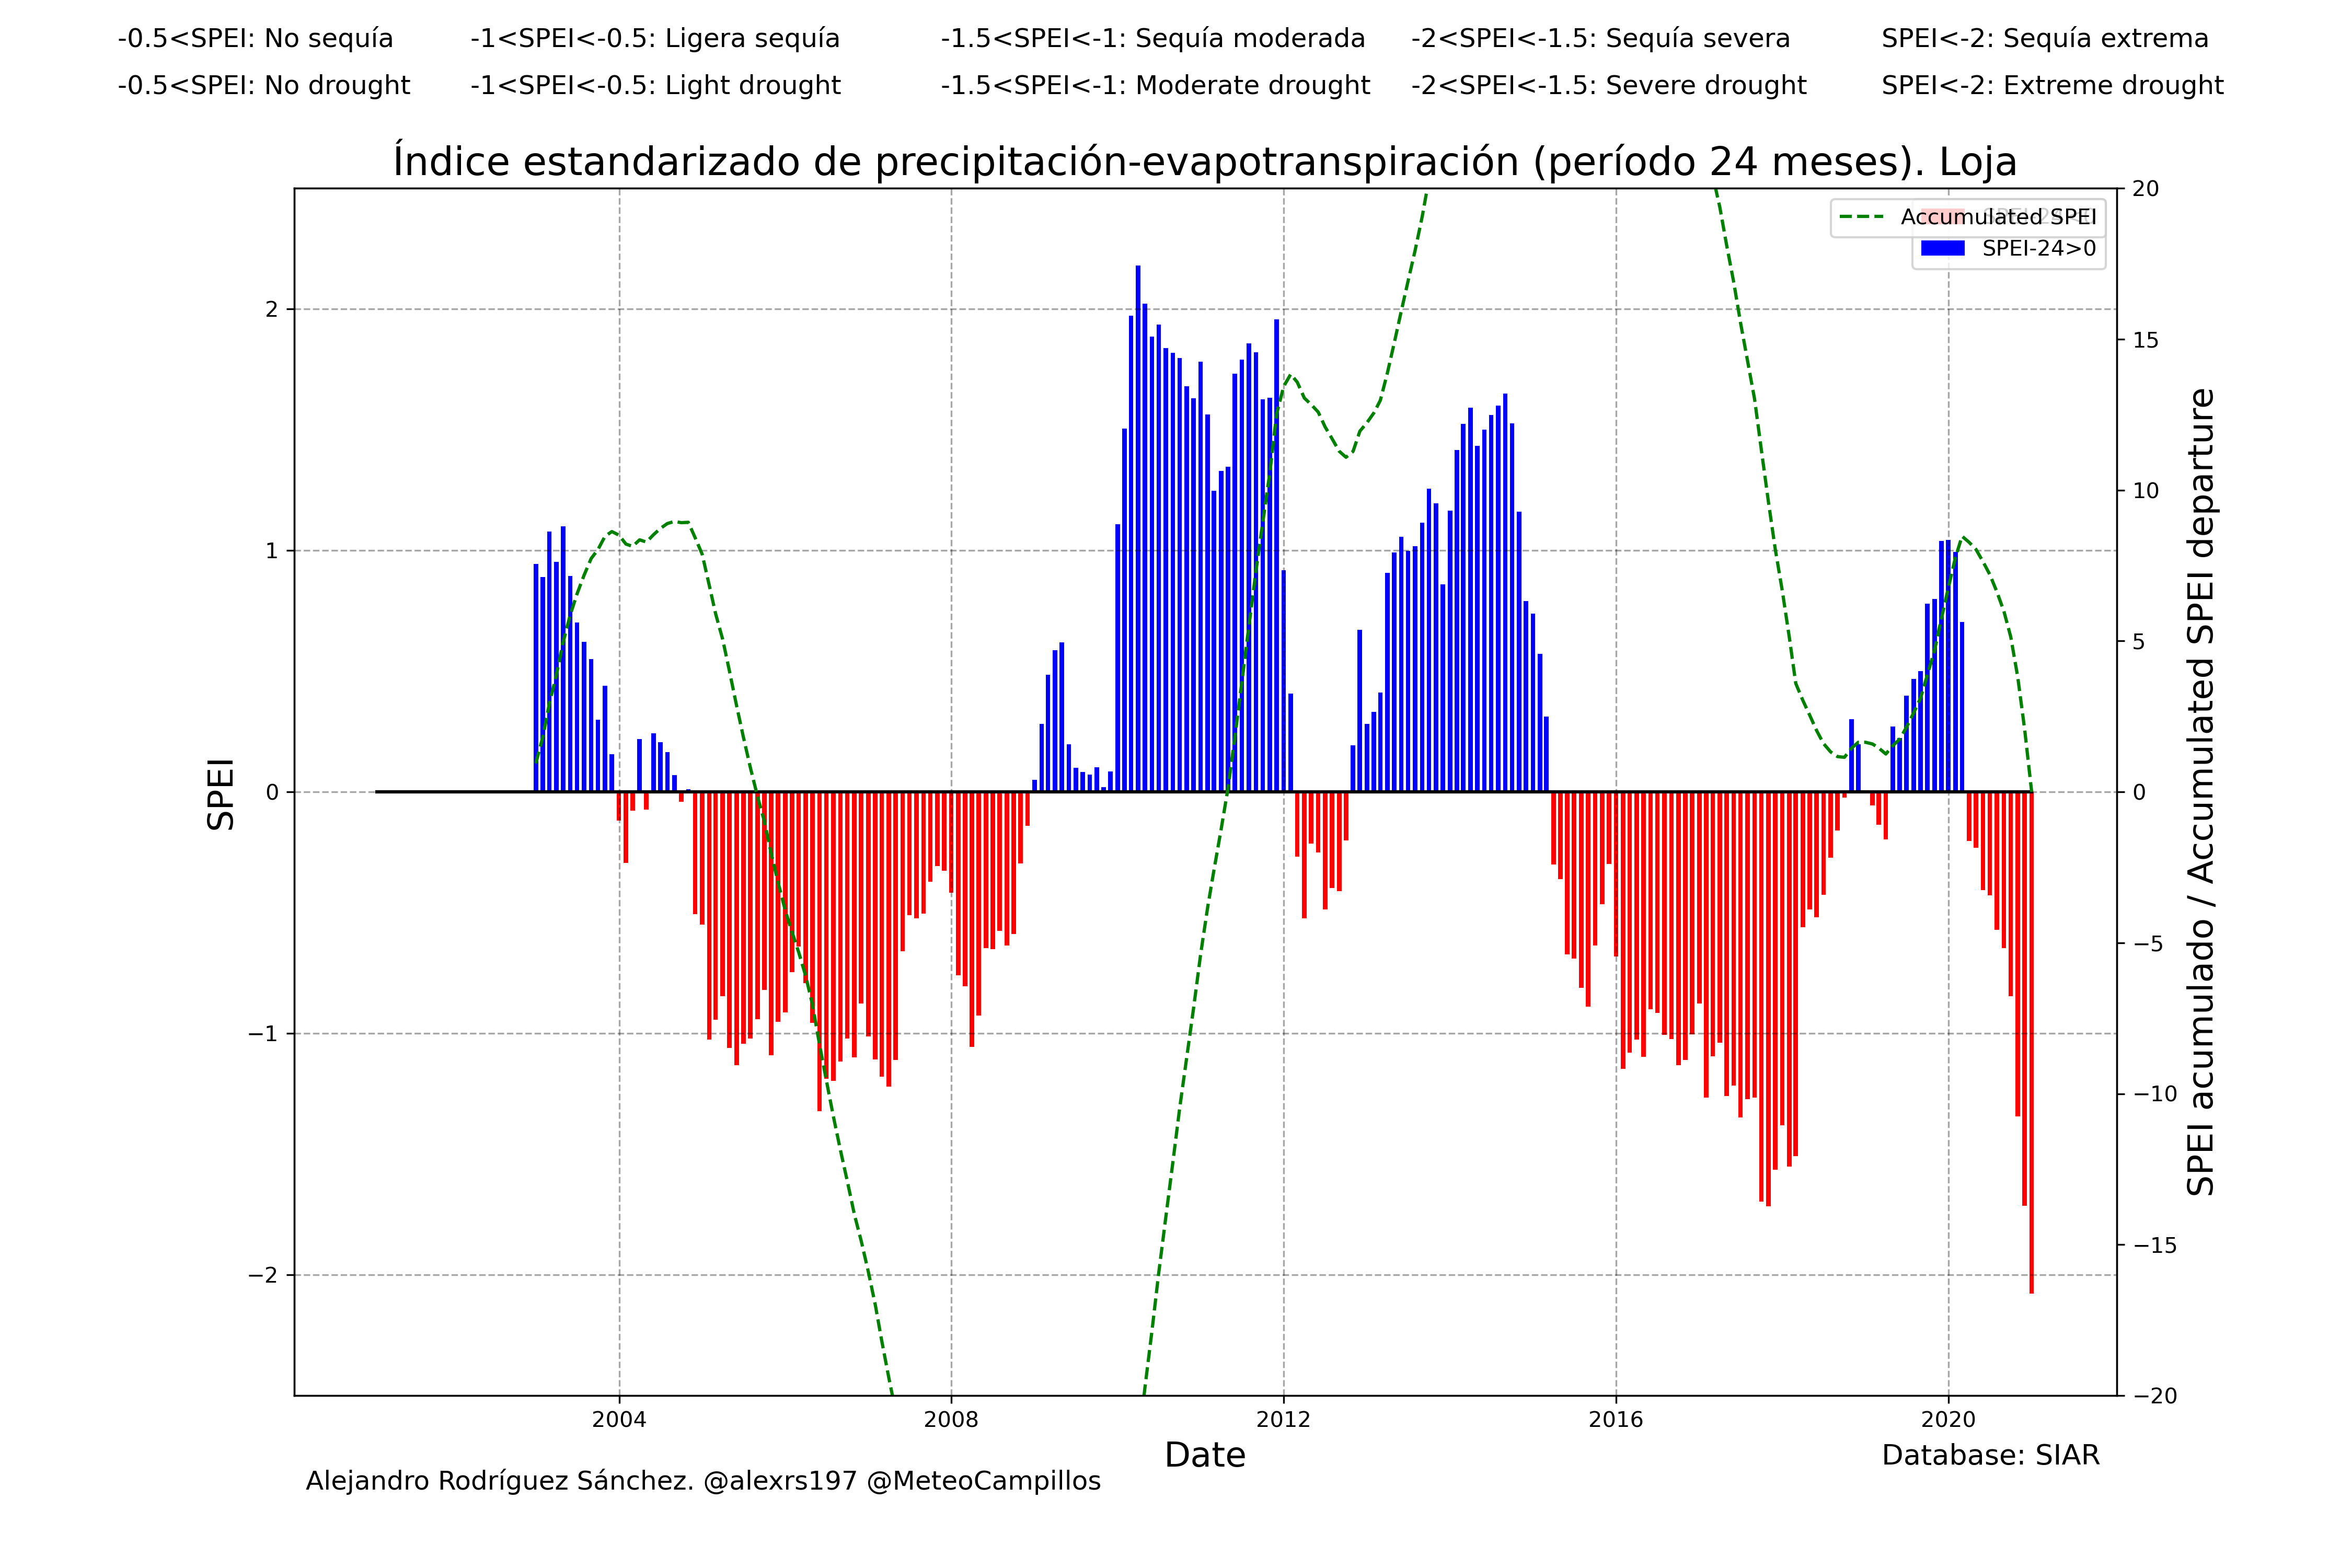 -0.5<SPEI: No sequía -1<SPEI<-0.5: Ligera sequía -1.5<SPEI<-1: Sequía moderada -2<SPEI<-1.5: Sequía severa SPEI<-2: Sequía extrema
-0.5<SPEI: No drought -1<SPEI<-0.5: Light drought -1.5<SPEI<-1: Moderate drought -2<SPEI<-1.5: Severe drought SPEI<-2: Extreme drought
Índice estandarizado de precipitación-evapotranspiración (período 24 meses). Loja
Accumulated SPEI
SPEI-24>0
SPEI
2
1
0
−1
−2
20
15
10
5
0
−5
−10
−15
−20
SPEI acumulado / Accumulated SPEI departure
2004 2008 2012 2016 2020
Date
Database: SIAR
Alejandro Rodríguez Sánchez. @alexrs197 @MeteoCampillos